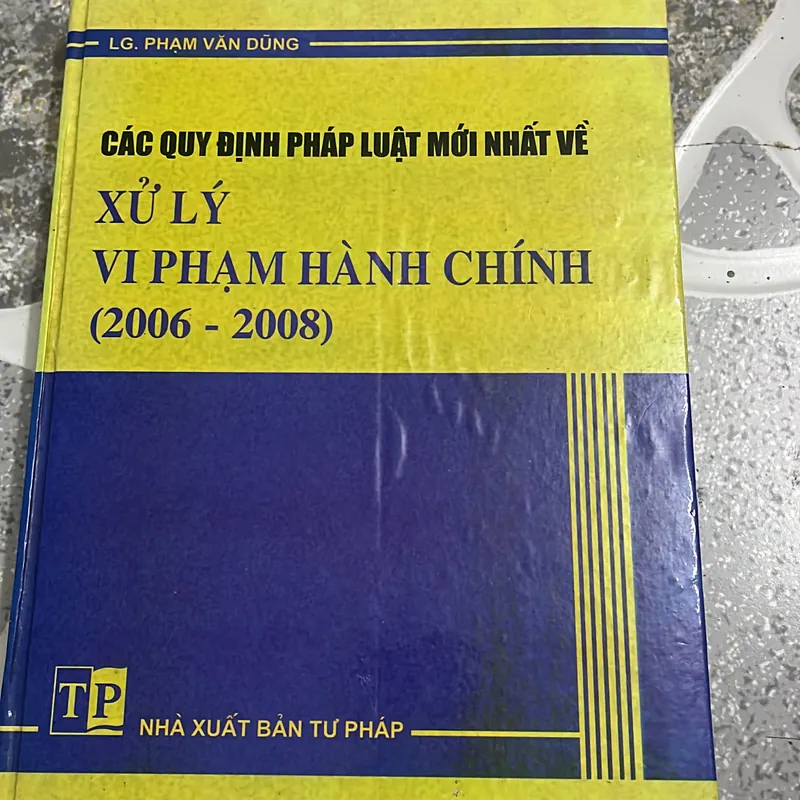 LG. PHẠM VĂN DŨNG
CÁC QUY ĐỊNH PHÁP LUẬT MỚI NHẤT VỀ
XỬ LÝ
VI PHẠM HÀNH CHÍNH
(2006 - 2008)
TP
NHÀ XUẤT BẢN TƯ PHÁP